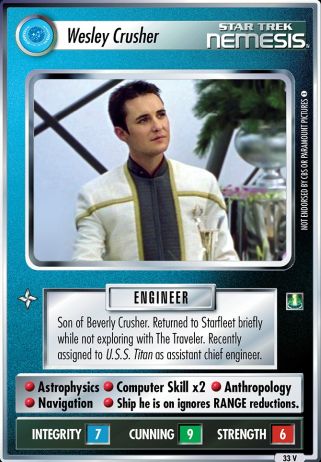 Wesley Crusher
STAR TREK
NEMESIS
NOT ENDORSED BY CBS OR PARAMOUNT PICTURES
ENGINEER
Son of Beverly Crusher. Returned to Starfleet briefly
while not exploring with The Traveler. Recently
assigned to U.S.S. Titan as assistant chief engineer.
Astrophysics Computer Skill x2 Anthropology
Navigation Ship he is on ignores RANGE reductions.
INTEGRITY 7 CUNNING 9 STRENGTH 6
33 V